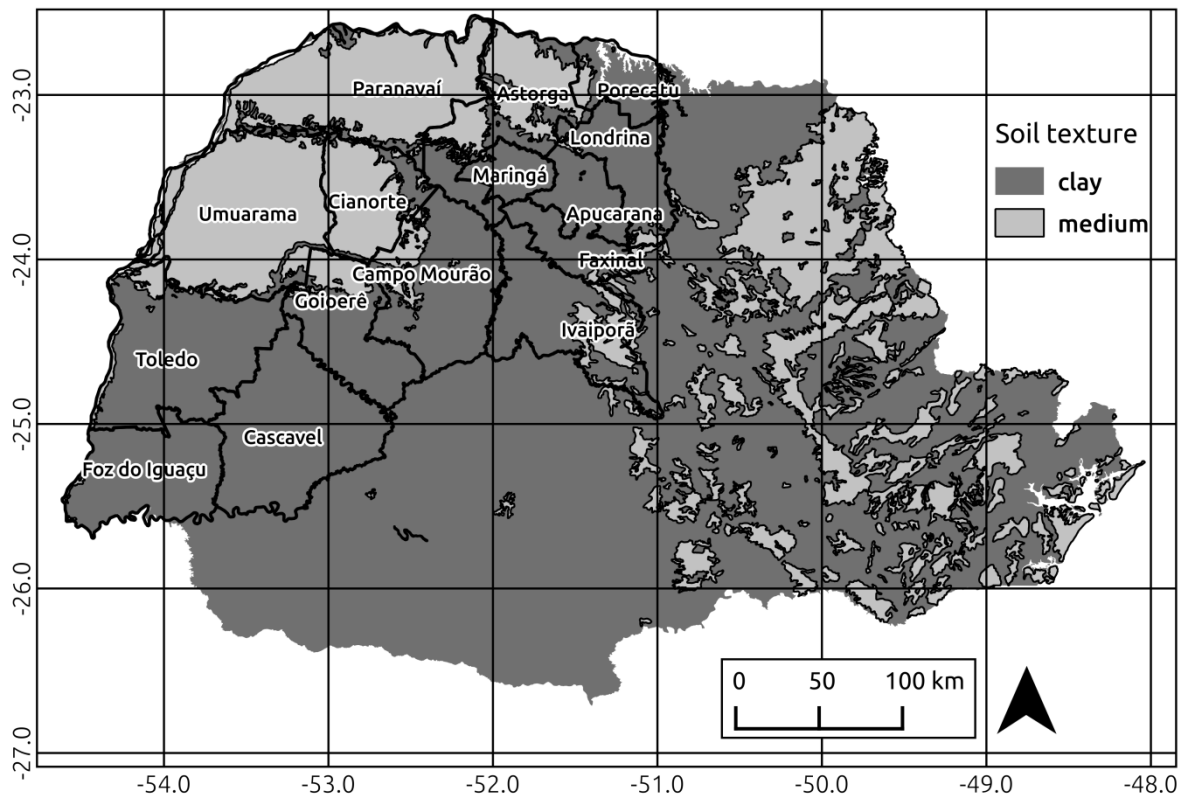 Paranavaí
Astorga
Porecatu
Londrina
Maringá
Cianorte
Umuarama
Apucarana
Faxinal
Campo Mourão
Goioerê
Ivaiporã
Toledo
Cascavel
Foz do Iguaçu
Soil texture
clay
medium
0 50 100 km
-23.0
-24.0
-25.0
-26.0
-27.0
-54.0 -53.0 -52.0 -51.0 -50.0 -49.0 -48.0